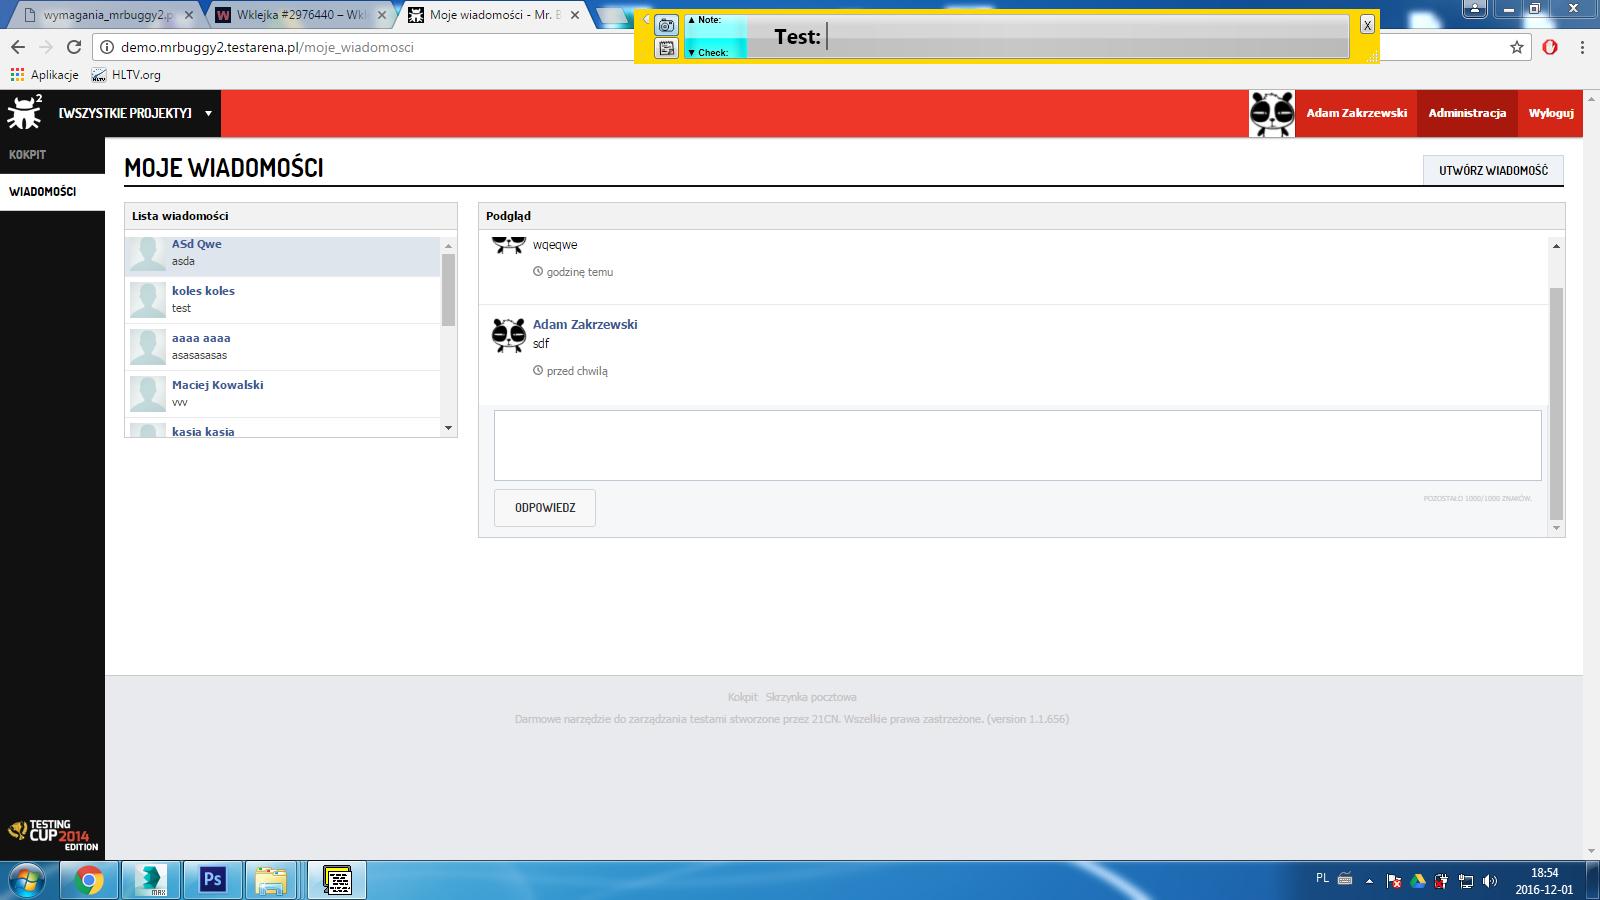 wymagania_mrbuggy2.p
Wklejka #2976440 – Wkl
Moje wiadomości - Mr. B
demo.mrbuggy2.testarena.pl/moje_wiadomosci
Aplikacje
HLTV.org
▲ Note:
▼ Check:
Test:
X
2
[WSZYSTKIE PROJEKTY]
Adam Zakrzewski
Administracja
Wyloguj
KOKPIT
WIADOMOŚCI
MOJE WIADOMOŚCI
UTWÓRZ WIADOMOŚĆ
Lista wiadomości
ASd Qwe
asda
koles koles
test
aaaa aaaa
asasasasas
Maciej Kowalski
vvv
kasia kasia
Podgląd
wqeqwe
godzinę temu
Adam Zakrzewski
sdf
przed chwilą
ODPOWIEDZ
POZOSTAŁO 1000/1000 ZNAKÓW.
Kokpit Skrzynka pocztowa
Darmowe narzędzie do zarządzania testami stworzone przez 21CN. Wszelkie prawa zastrzeżone. (version 1.1.656)
TESTING
CUP 2014
EDITION
MAX
Ps
PL
18:54
2016-12-01